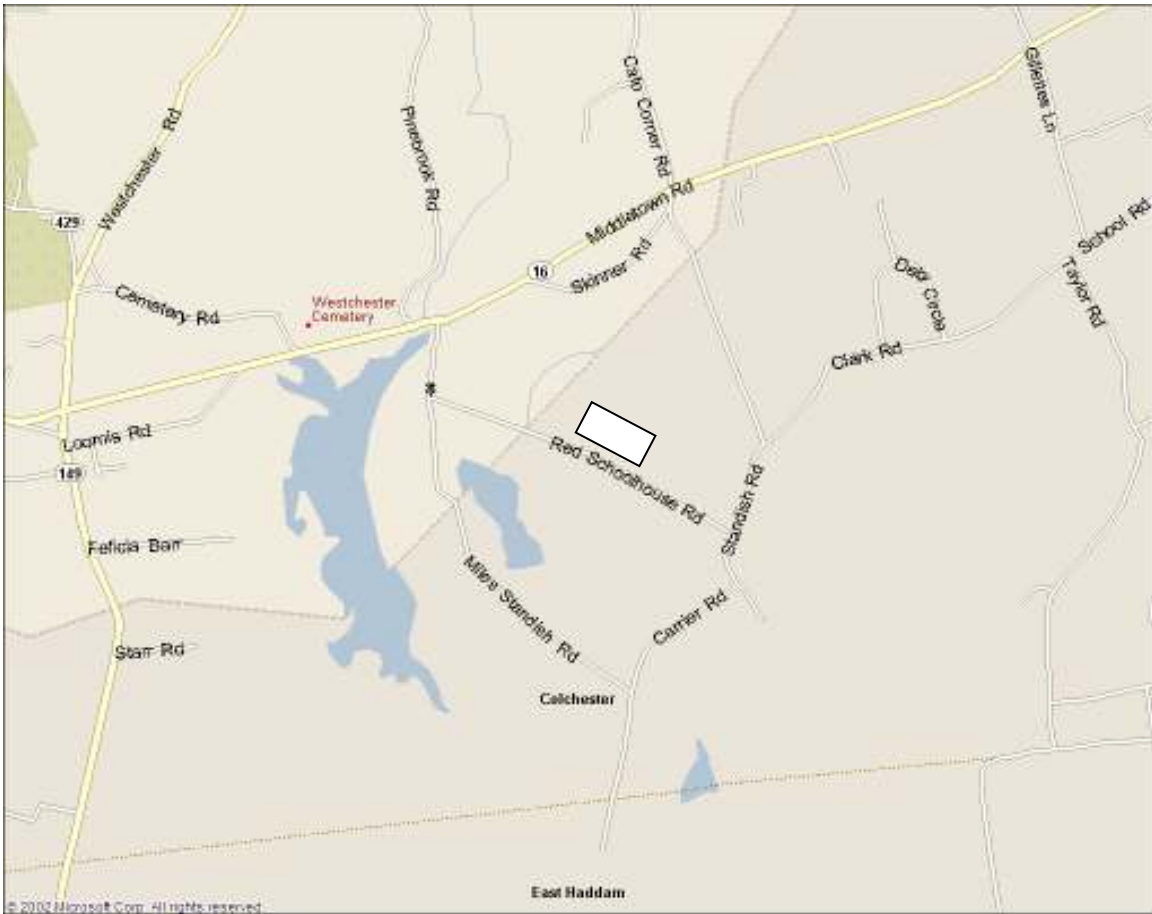 Westchester Rd
Pinebrook Rd
Cato Corner Rd
Gillettes Ln
429
Middletown Rd
School Rd
16
Skinner Rd
Debi Circle
Taylor Rd
Cemetery Rd
Westchester
Cemetery
Clark Rd
Loomis Rd
149
Red Schoolhouse Rd
Standish Rd
Felicia Barr
Miles Standish Rd
Carrier Rd
Starr Rd
Colchester
East Haddam
© 2002 Microsoft Corp. All rights reserved.